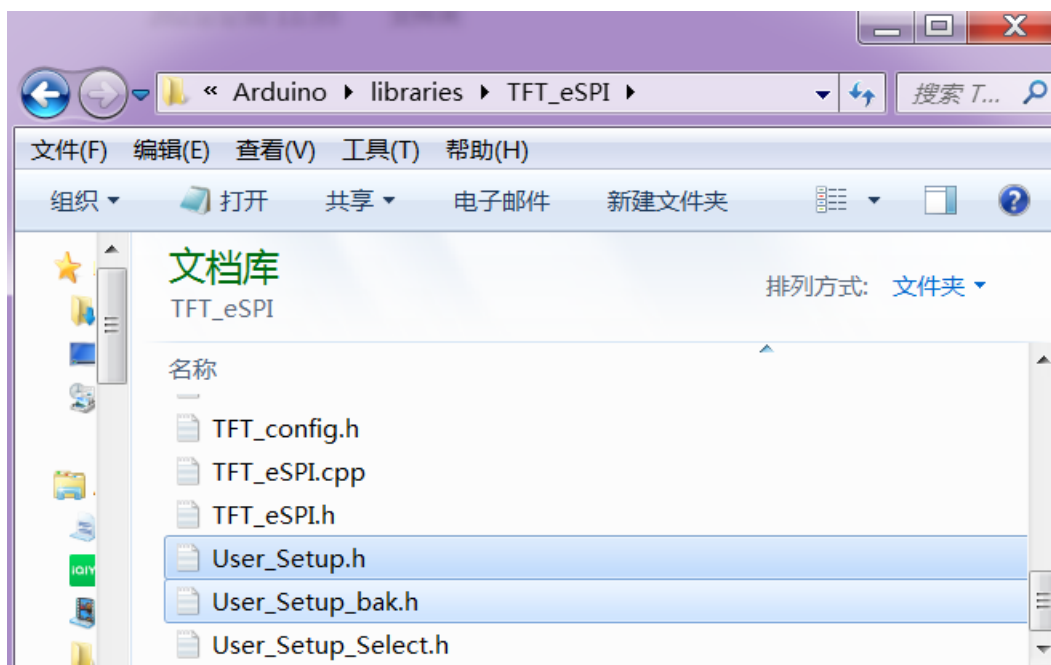 « Arduino ▸ libraries ▸ TFT_eSPI ▸ 搜索 T...
文件(F) 编辑(E) 查看(V) 工具(T) 帮助(H)
组织 打开 共享 电子邮件 新建文件夹
文档库
TFT_eSPI
排列方式: 文件夹
名称
TFT_config.h
TFT_eSPI.cpp
TFT_eSPI.h
User_Setup.h
User_Setup_bak.h
User_Setup_Select.h